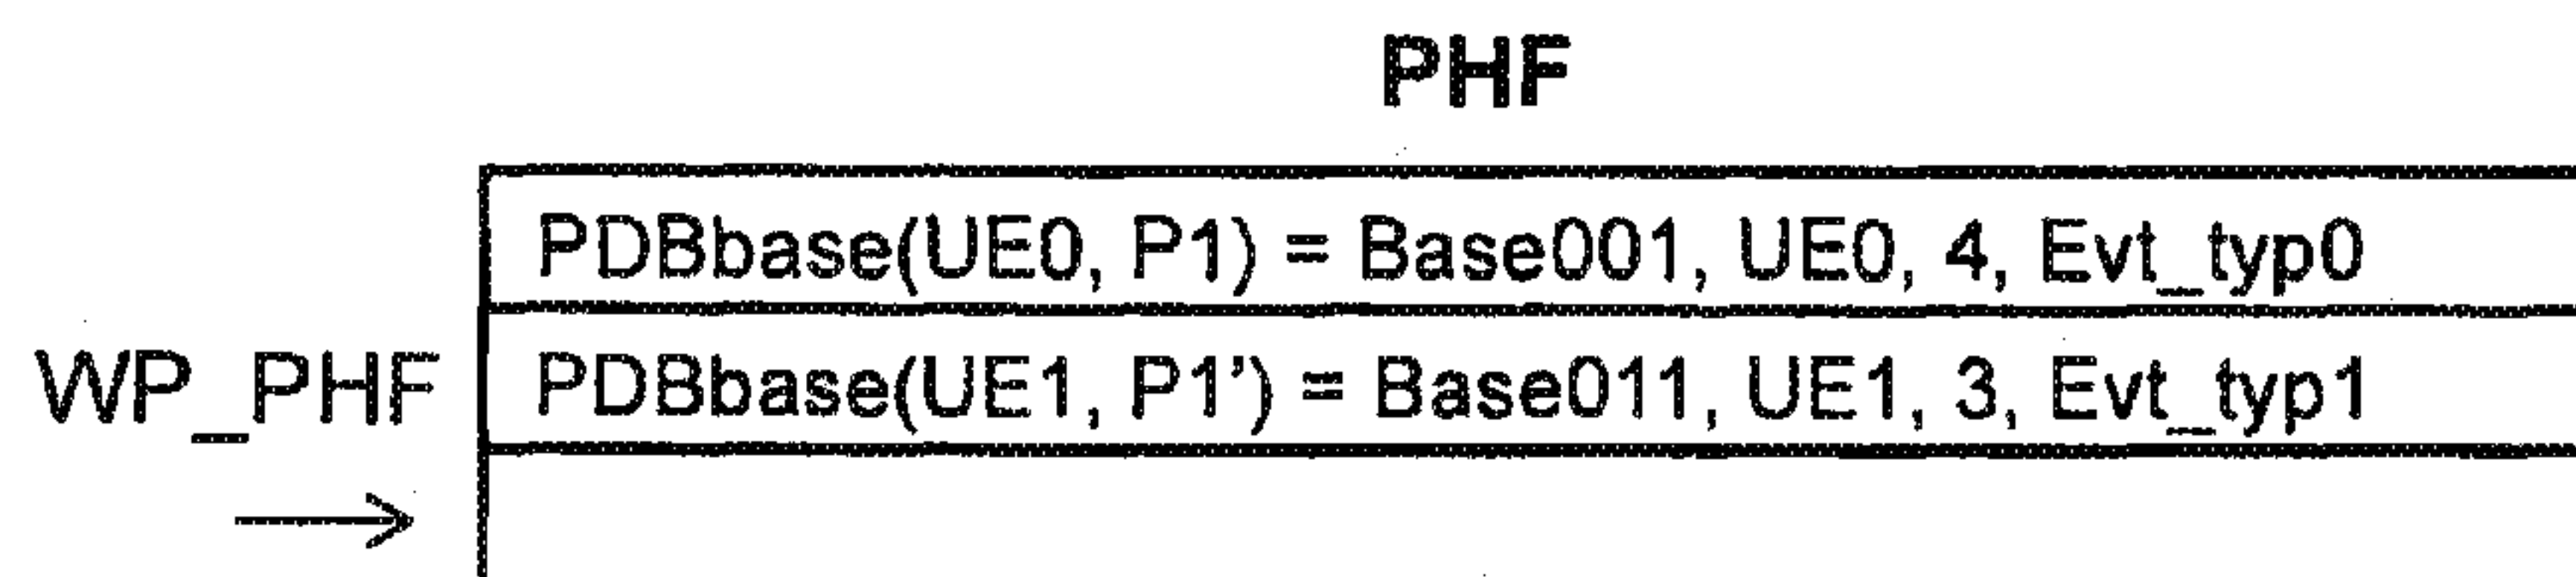 PHF
PDBbase(UE0, P1) = Base001, UE0, 4, Evt_typ0
WP_PHF
PDBbase(UE1, P1') = Base011, UE1, 3, Evt_typ1